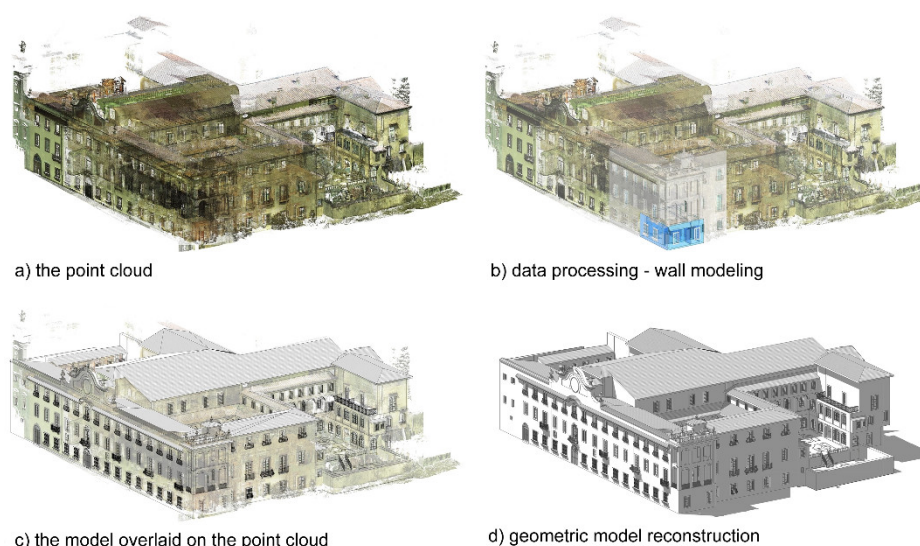 a) the point cloud
b) data processing - wall modeling
c) the model overlaid on the point cloud
d) geometric model reconstruction